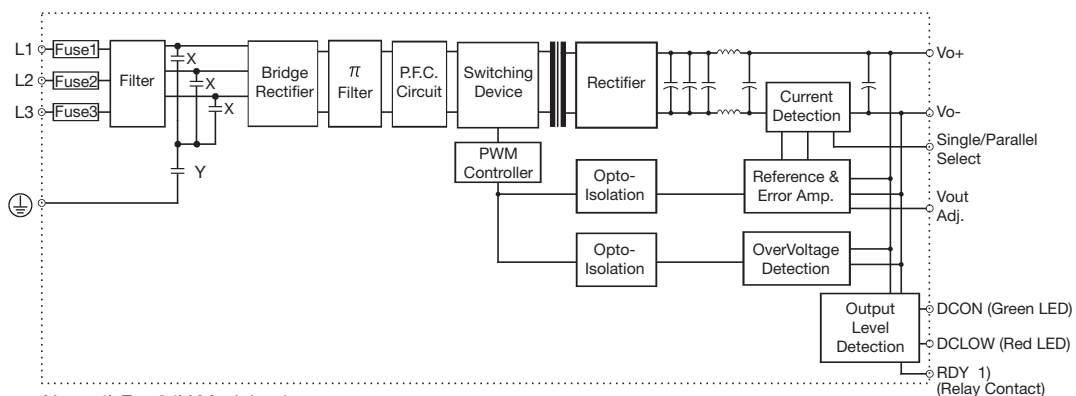 L1
Fuse1
L2
Fuse2
L3
Fuse3
Filter
X
X
X
Y
Bridge
Rectifier
π
Filter
P.F.C.
Circuit
Switching
Device
Rectifier
PWM
Controller
Opto-
Isolation
Opto-
Isolation
Current
Detection
Reference &
Error Amp.
OverVoltage
Detection
Output
Level
Detection
Vo+
Vo-
Single/Parallel
Select
Vout
Adj.
DCON (Green LED)
DCLOW (Red LED)
RDY 1)
(Relay Contact)